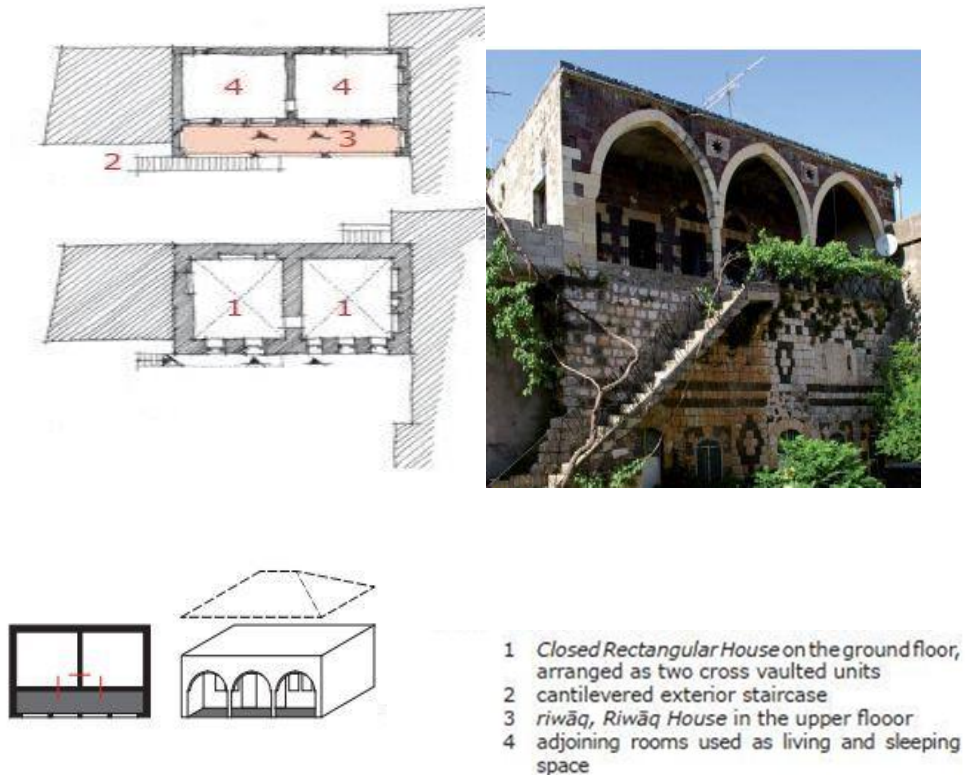 4 4
3
2
1 1
1 Closed Rectangular House on the ground floor,
arranged as two cross vaulted units
2 cantilevered exterior staircase
3 riwāq, Riwāq House in the upper flooor
4 adjoining rooms used as living and sleeping
space